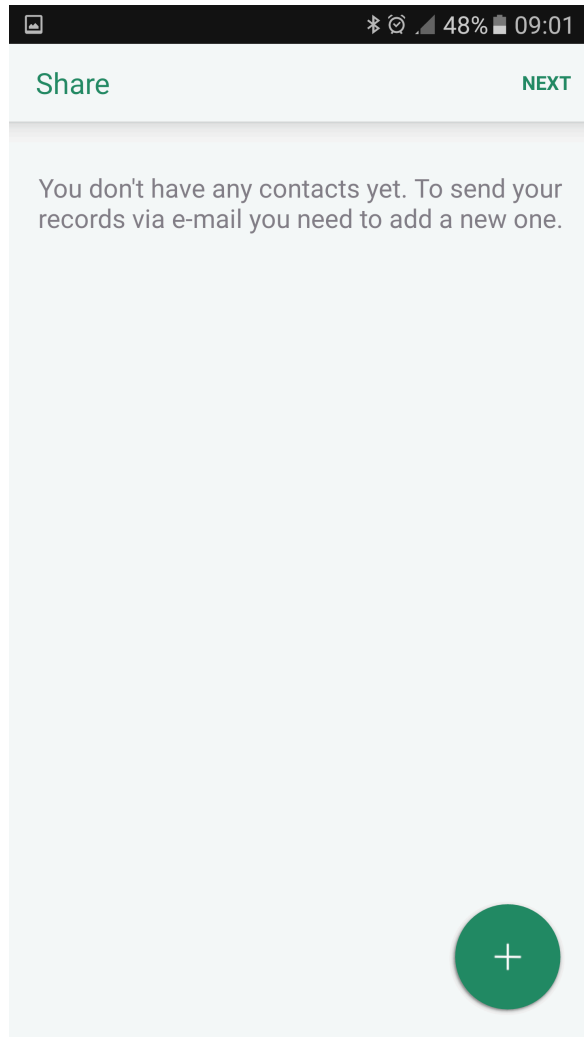 48% 09:01
Share NEXT
You don't have any contacts yet. To send your
records via e-mail you need to add a new one.